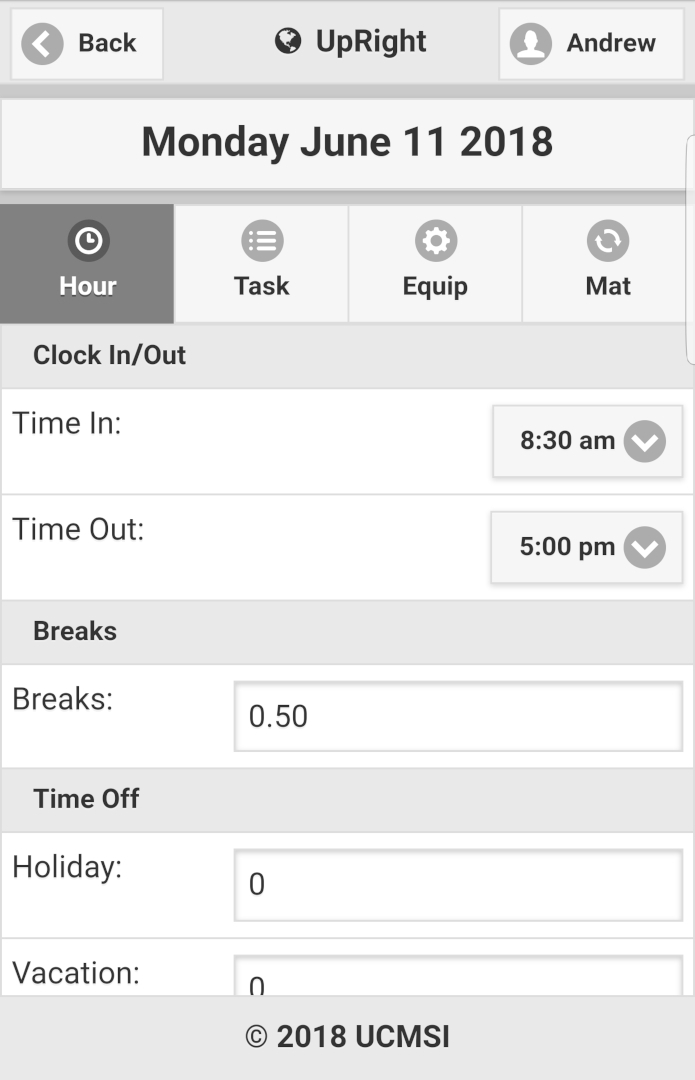 Back
UpRight
Andrew
Monday June 11 2018
Hour
Task
Equip
Mat
Clock In/Out
Time In:
8:30 am
Time Out:
5:00 pm
Breaks
Breaks:
0.50
Time Off
Holiday:
0
Vacation:
0
© 2018 UCMSI